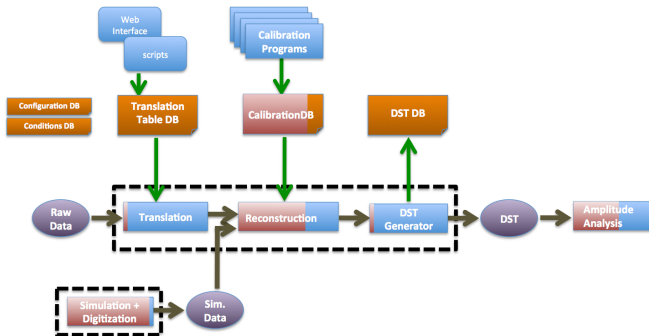 Web
Interface
scripts
Calibration
Programs
Configuration DB
Conditions DB
Translation
Table DB
CalibrationDB
DST DB
Raw
Data
Translation
Reconstruction
DST
Generator
DST
Amplitude
Analysis
Simulation +
Digitization
Sim.
Data